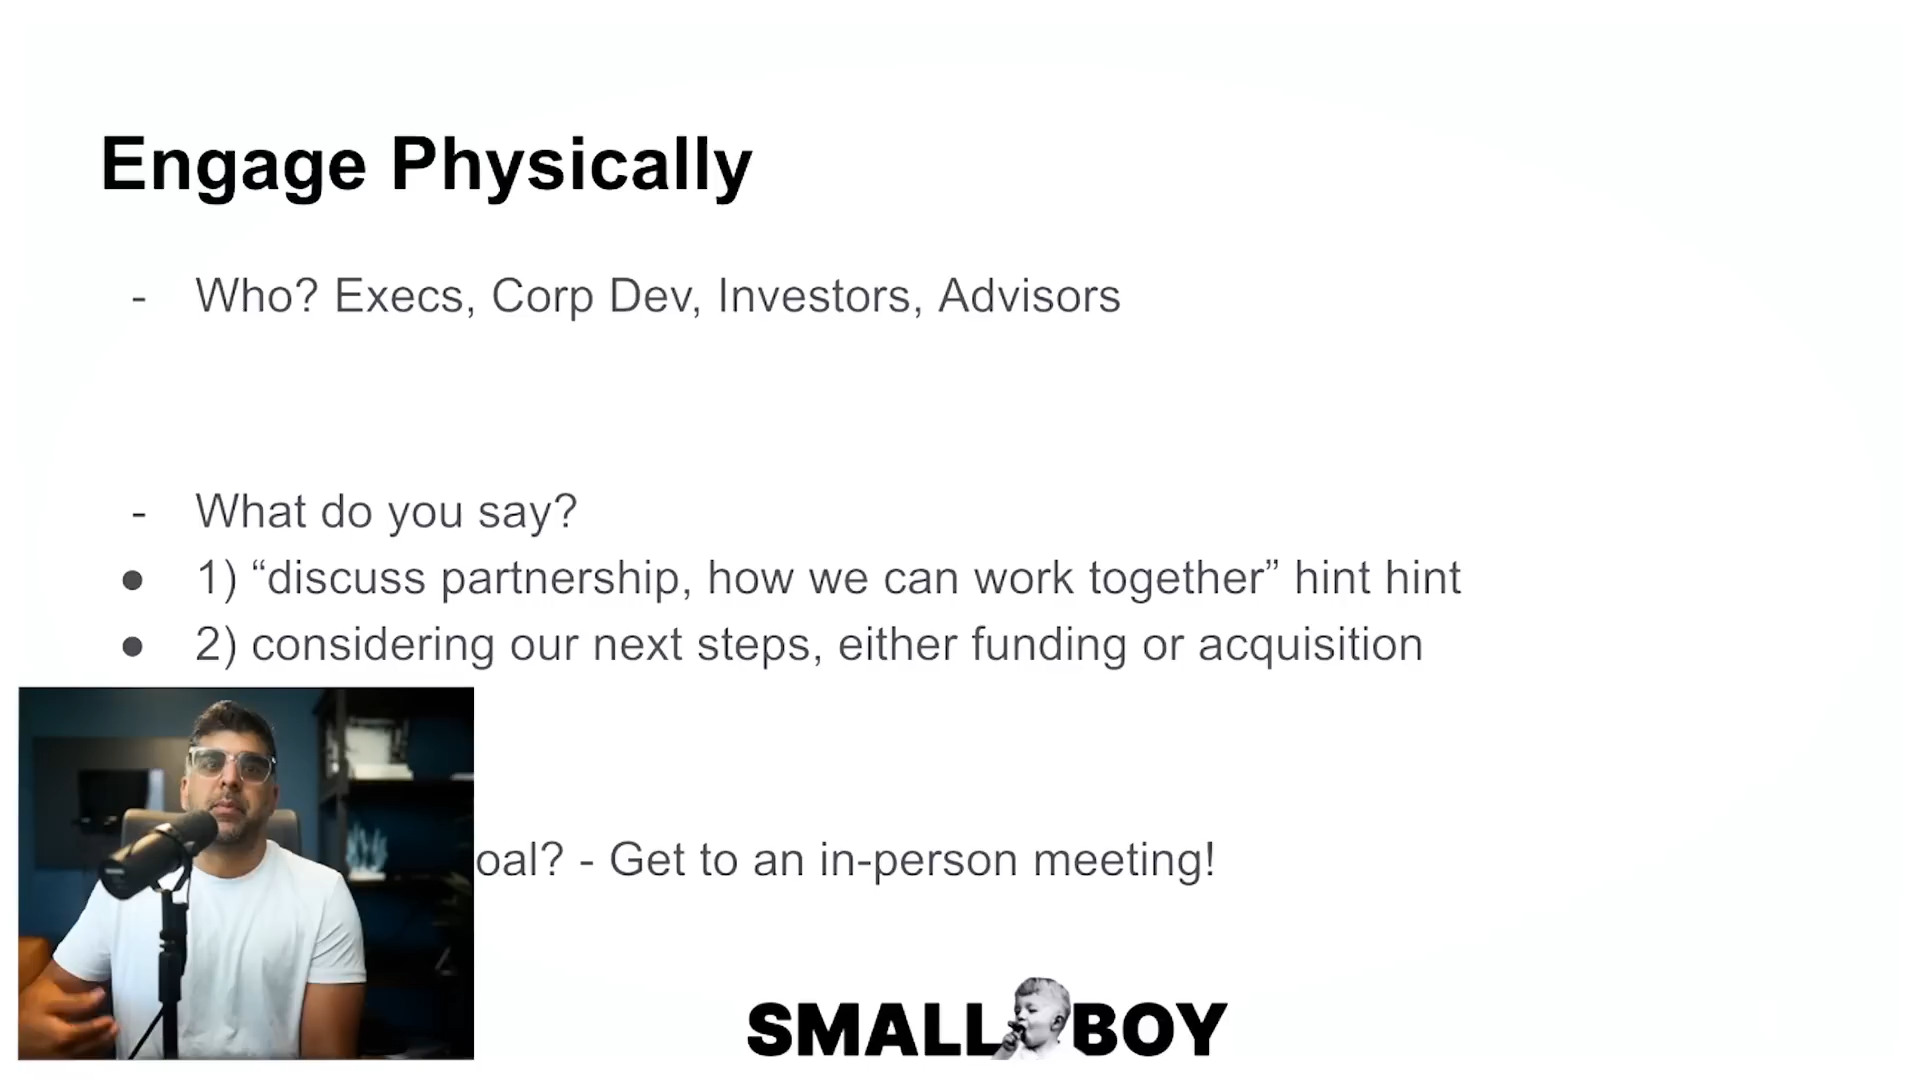 Engage Physically
- Who? Execs, Corp Dev, Investors, Advisors
- What do you say?
● 1) “discuss partnership, how we can work together” hint hint
● 2) considering our next steps, either funding or acquisition
oal? - Get to an in-person meeting!
SMALL BOY